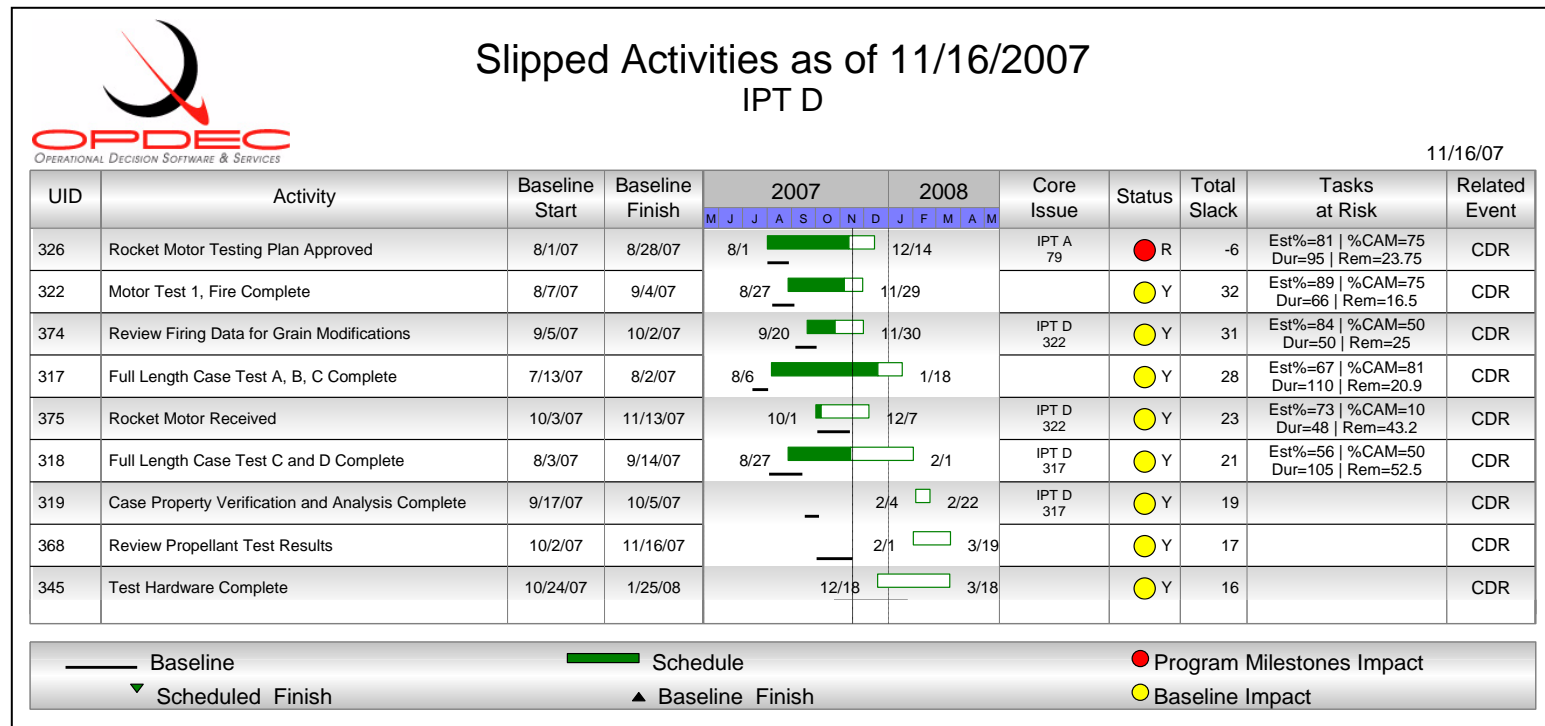 Slipped Activities as of 11/16/2007
IPT D
OPDEC
OPERATIONAL DECISION SOFTWARE & SERVICES
11/16/07
UID Activity Baseline Start Baseline Finish 2007 2008 Core Issue Status Total Slack Tasks at Risk Related Event
M J J A S O N D J F M A M
326 Rocket Motor Testing Plan Approved 8/1/07 8/28/07 8/1 12/14 IPT A 79 R -6 Est%=81 | %CAM=75 Dur=95 | Rem=23.75 CDR
322 Motor Test 1, Fire Complete 8/7/07 9/4/07 8/27 11/29 Y 32 Est%=89 | %CAM=75 Dur=66 | Rem=16.5 CDR
374 Review Firing Data for Grain Modifications 9/5/07 10/2/07 9/20 11/30 IPT D 322 Y 31 Est%=84 | %CAM=50 Dur=50 | Rem=25 CDR
317 Full Length Case Test A, B, C Complete 7/13/07 8/2/07 8/6 1/18 Y 28 Est%=67 | %CAM=81 Dur=110 | Rem=20.9 CDR
375 Rocket Motor Received 10/3/07 11/13/07 10/1 12/7 IPT D 322 Y 23 Est%=73 | %CAM=10 Dur=48 | Rem=43.2 CDR
318 Full Length Case Test C and D Complete 8/3/07 9/14/07 8/27 2/1 IPT D 317 Y 21 Est%=56 | %CAM=50 Dur=105 | Rem=52.5 CDR
319 Case Property Verification and Analysis Complete 9/17/07 10/5/07 2/4 2/22 IPT D 317 Y 19 CDR
368 Review Propellant Test Results 10/2/07 11/16/07 2/1 3/19 Y 17 CDR
345 Test Hardware Complete 10/24/07 1/25/08 12/18 3/18 Y 16 CDR
Baseline Schedule Program Milestones Impact
Scheduled Finish Baseline Finish Baseline Impact